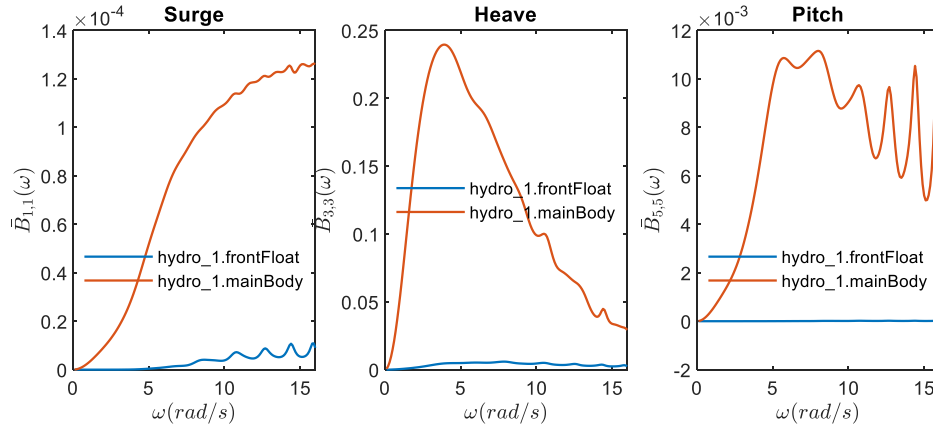 Surge
×10⁻⁴
1.4
1.2
1
0.8
0.6
0.4
0.2
0
0 5 10 15
B̄₁,₁(ω)
ω(rad/s)
hydro_1.frontFloat
hydro_1.mainBody
Heave
0.25
0.2
0.15
0.1
0.05
0
0 5 10 15
B̄₃,₃(ω)
ω(rad/s)
hydro_1.frontFloat
hydro_1.mainBody
Pitch
×10⁻³
12
10
8
6
4
2
0
-2
0 5 10 15
B̄₅,₅(ω)
ω(rad/s)
hydro_1.frontFloat
hydro_1.mainBody